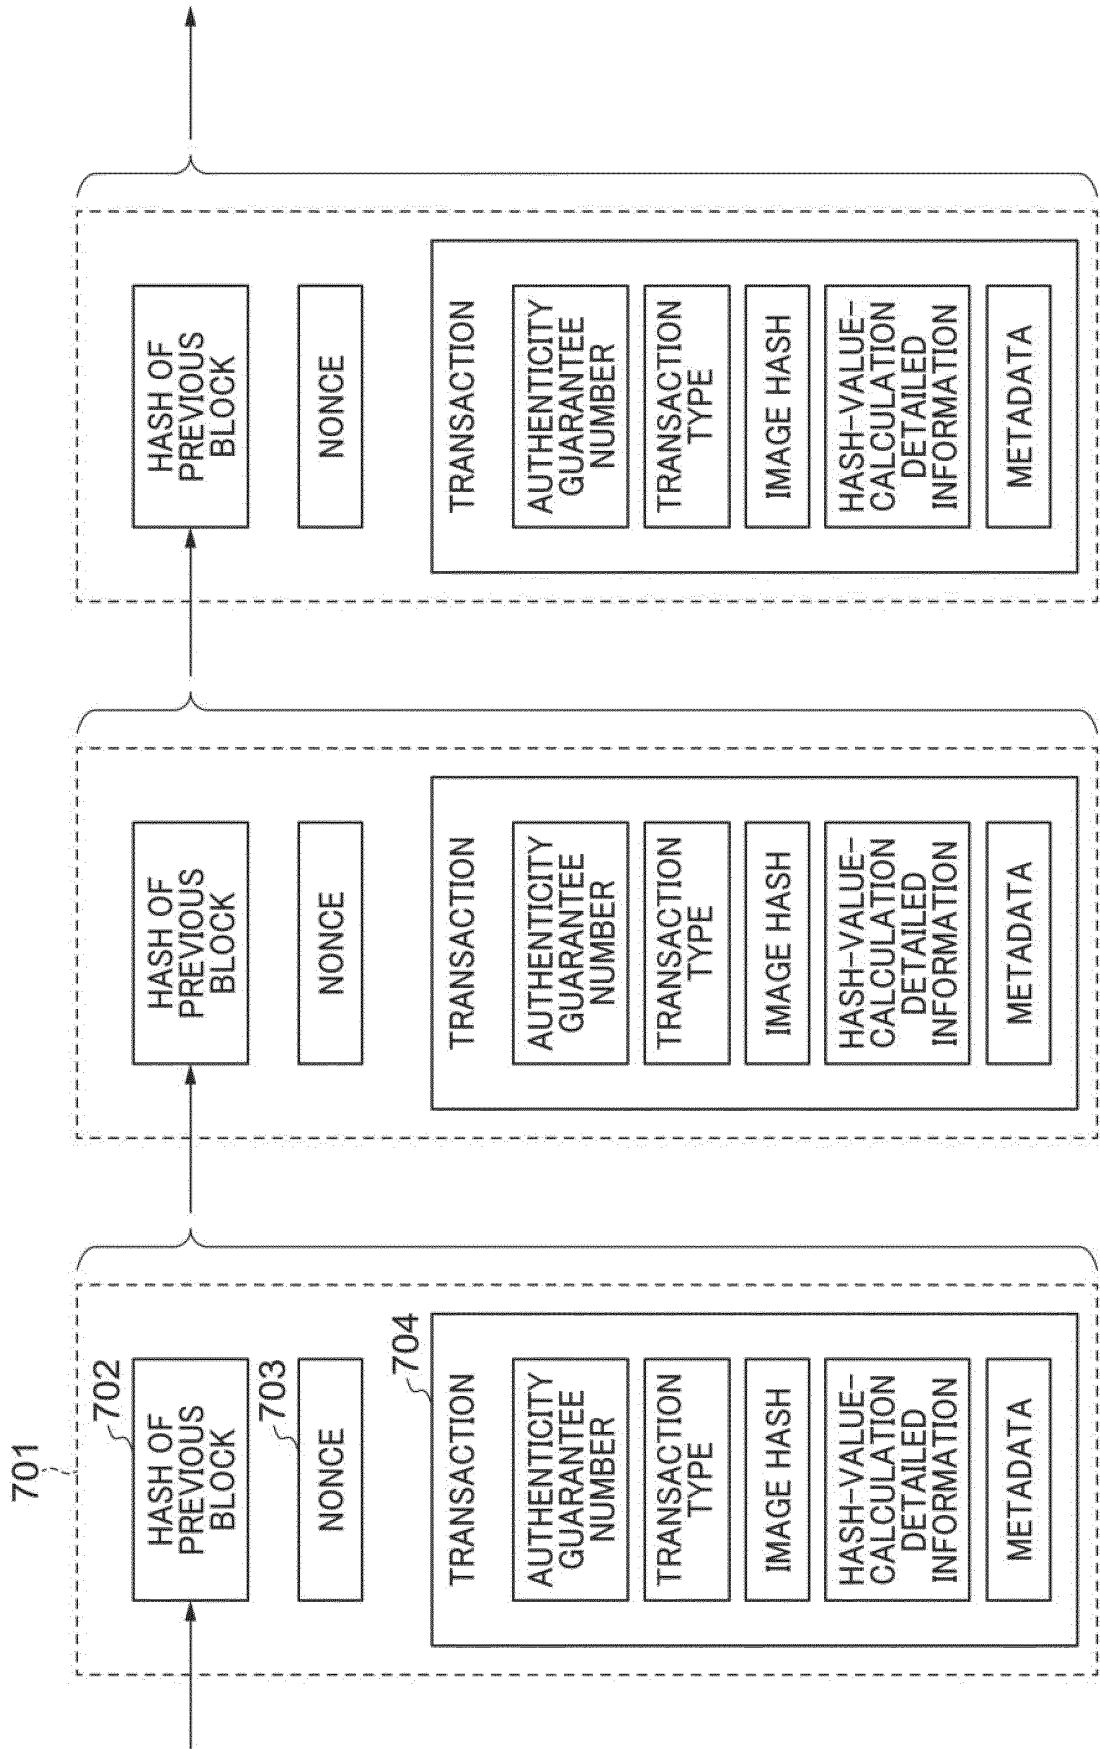 701
702
HASH OF
PREVIOUS
BLOCK
703
NONCE
704
TRANSACTION
AUTHENTICITY
GUARANTEE
NUMBER
TRANSACTION
TYPE
IMAGE HASH
HASH-VALUE-
CALCULATION
DETAILED
INFORMATION
METADATA
HASH OF
PREVIOUS
BLOCK
NONCE
TRANSACTION
AUTHENTICITY
GUARANTEE
NUMBER
TRANSACTION
TYPE
IMAGE HASH
HASH-VALUE-
CALCULATION
DETAILED
INFORMATION
METADATA
HASH OF
PREVIOUS
BLOCK
NONCE
TRANSACTION
AUTHENTICITY
GUARANTEE
NUMBER
TRANSACTION
TYPE
IMAGE HASH
HASH-VALUE-
CALCULATION
DETAILED
INFORMATION
METADATA